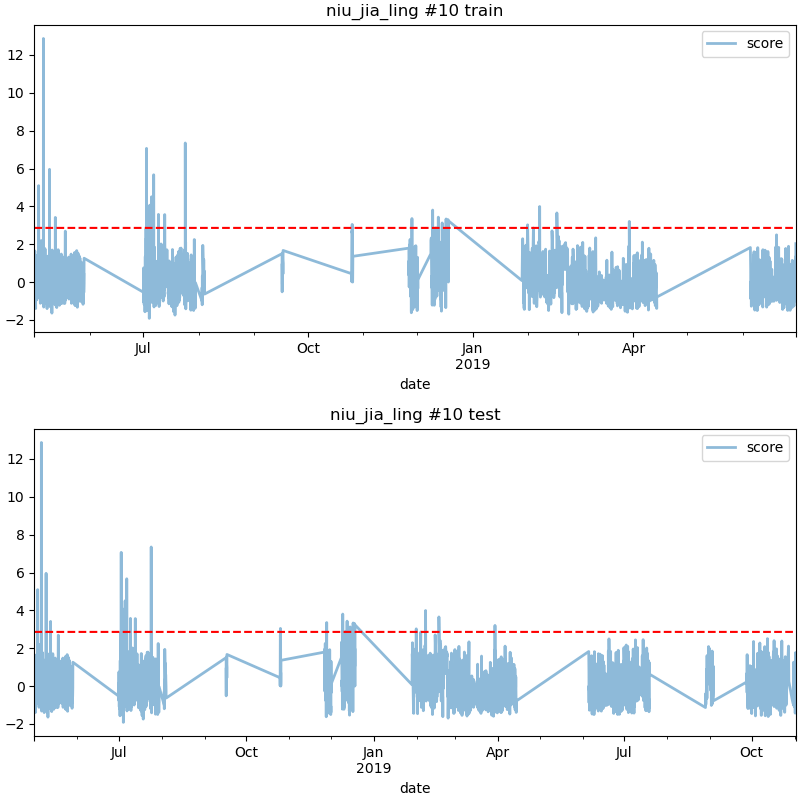 niu_jia_ling #10 train
score
12
10
8
6
4
2
0
−2
Jul
Oct
Jan
2019
Apr
date
niu_jia_ling #10 test
score
12
10
8
6
4
2
0
−2
Jul
Oct
Jan
2019
Apr
Jul
Oct
date